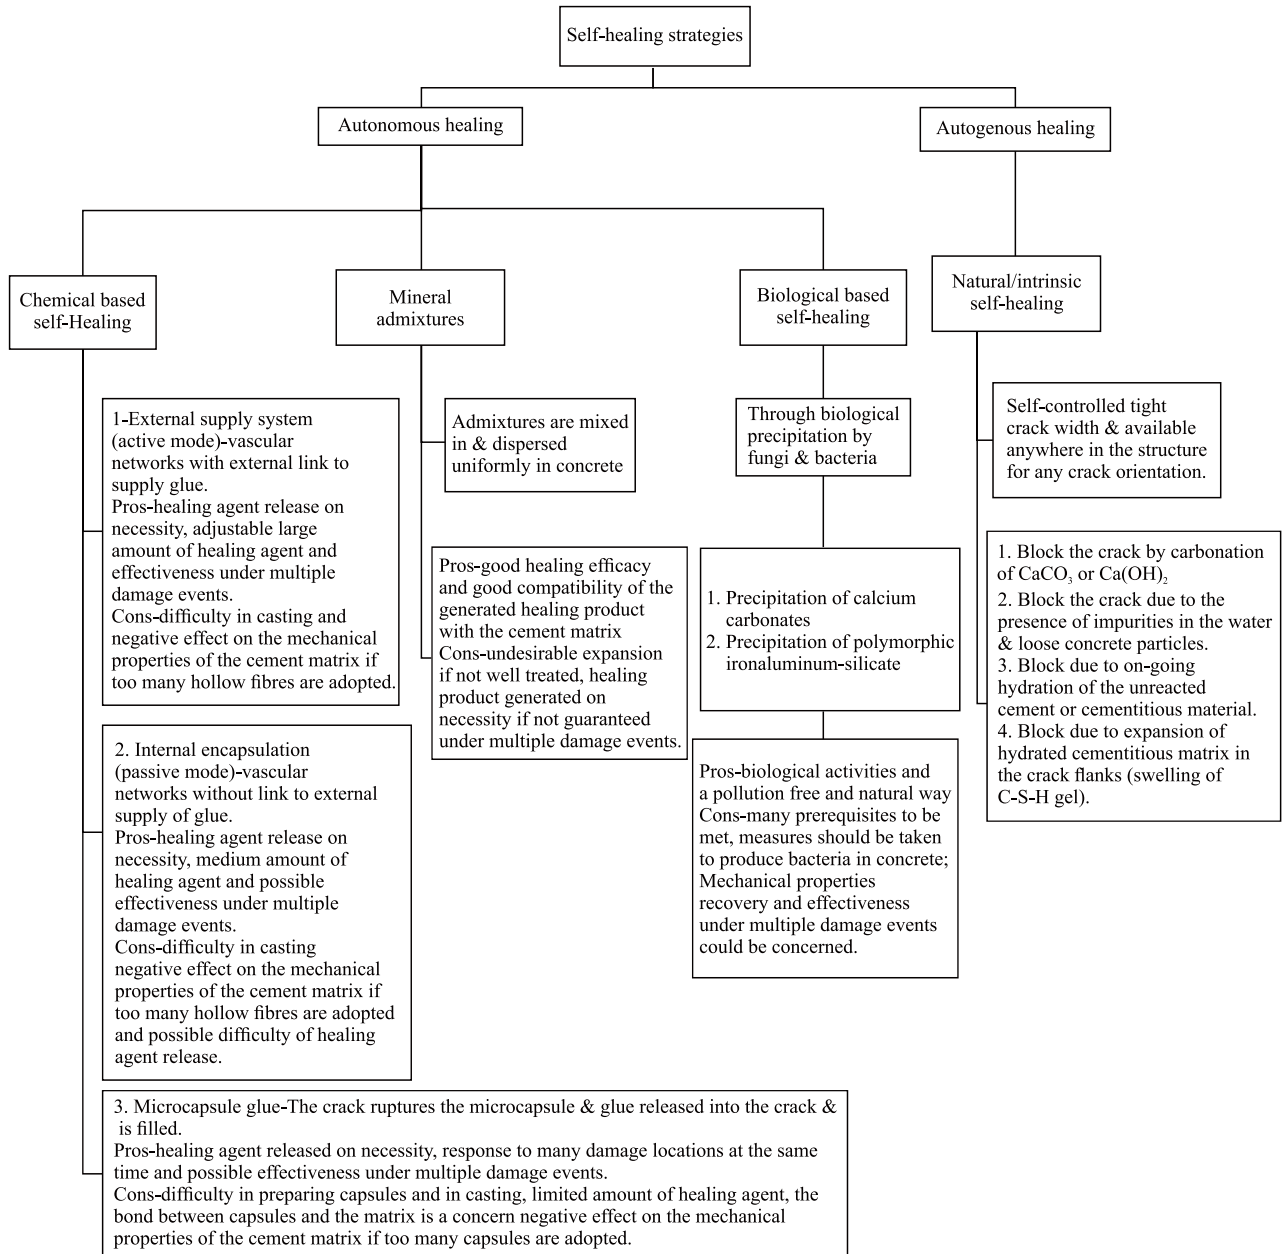 Self-healing strategies
Autonomous healing
Autogenous healing
Chemical based
self-Healing
Mineral
admixtures
Biological based
self-healing
Natural/intrinsic
self-healing
1-External supply system
(active mode)-vascular
networks with external link to
supply glue.
Pros-healing agent release on
necessity, adjustable large
amount of healing agent and
effectiveness under multiple
damage events.
Cons-difficulty in casting and
negative effect on the mechanical
properties of the cement matrix if
too many hollow fibres are adopted.
2. Internal encapsulation
(passive mode)-vascular
networks without link to external
supply of glue.
Pros-healing agent release on
necessity, medium amount of
healing agent and possible
effectiveness under multiple
damage events.
Cons-difficulty in casting
negative effect on the mechanical
properties of the cement matrix if
too many hollow fibres are adopted
and possible difficulty of healing
agent release.
3. Microcapsule glue-The crack ruptures the microcapsule & glue released into the crack &
is filled.
Pros-healing agent released on necessity, response to many damage locations at the same
time and possible effectiveness under multiple damage events.
Cons-difficulty in preparing capsules and in casting, limited amount of healing agent, the
bond between capsules and the matrix is a concern negative effect on the mechanical
properties of the cement matrix if too many capsules are adopted.
Admixtures are mixed
in & dispersed
uniformly in concrete
Pros-good healing efficacy
and good compatibility of the
generated healing product
with the cement matrix
Cons-undesirable expansion
if not well treated, healing
product generated on
necessity if not guaranteed
under multiple damage events.
Through biological
precipitation by
fungi & bacteria
1. Precipitation of calcium
carbonates
2. Precipitation of polymorphic
ironaluminum-silicate
Pros-biological activities and
a pollution free and natural way
Cons-many prerequisites to be
met, measures should be taken
to produce bacteria in concrete;
Mechanical properties
recovery and effectiveness
under multiple damage events
could be concerned.
Self-controlled tight
crack width & available
anywhere in the structure
for any crack orientation.
1. Block the crack by carbonation
of CaCO₃ or Ca(OH)₂
2. Block the crack due to the
presence of impurities in the water
& loose concrete particles.
3. Block due to on-going
hydration of the unreacted
cement or cementitious material.
4. Block due to expansion of
hydrated cementitious matrix in
the crack flanks (swelling of
C-S-H gel).